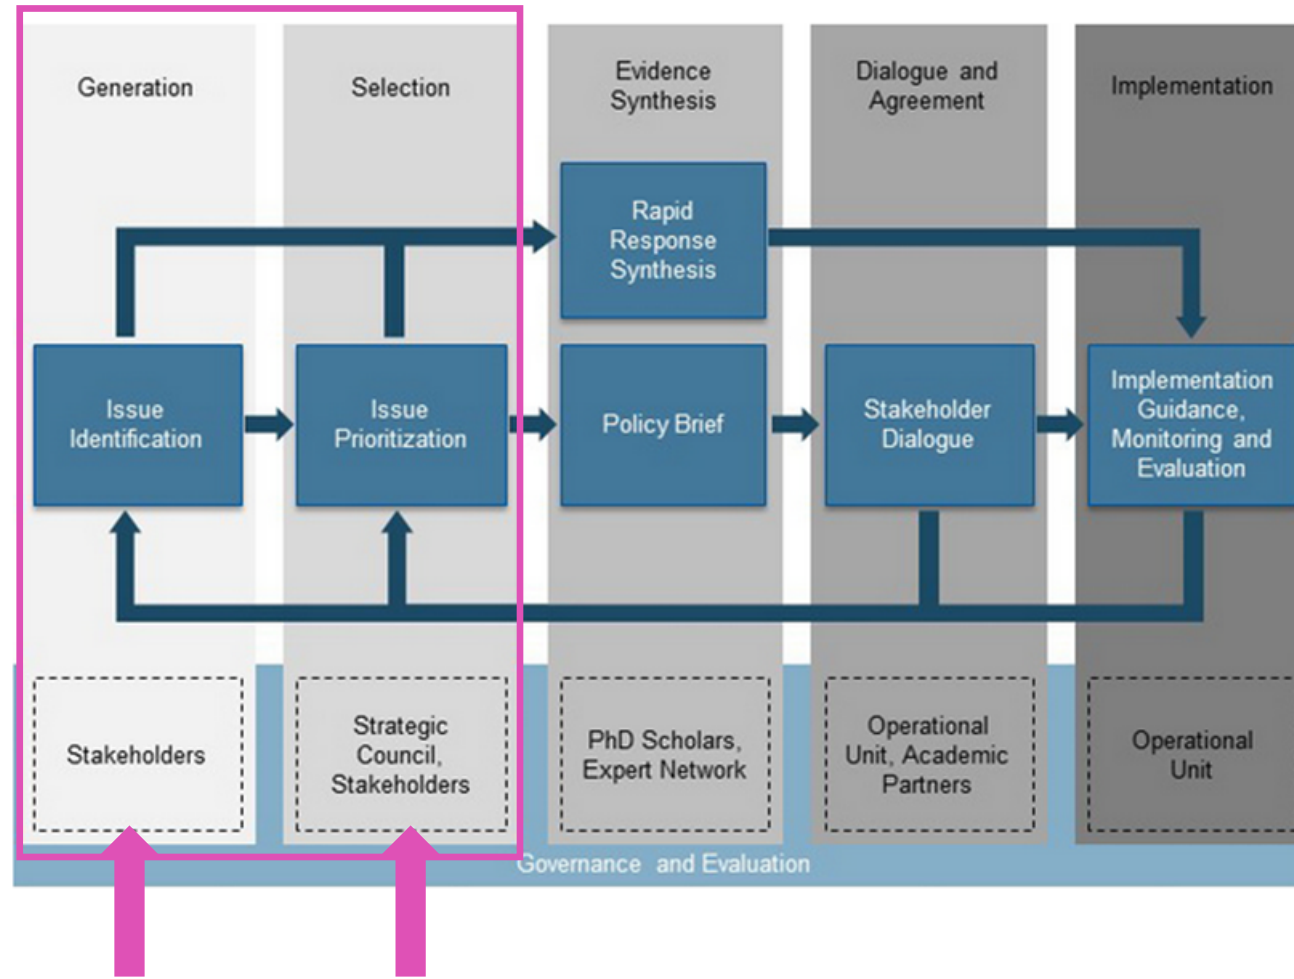 Generation
Selection
Evidence
Synthesis
Dialogue and
Agreement
Implementation
Rapid
Response
Synthesis
Issue
Identification
Issue
Prioritization
Policy Brief
Stakeholder
Dialogue
Implementation
Guidance,
Monitoring and
Evaluation
Stakeholders
Strategic
Council,
Stakeholders
PhD Scholars,
Expert Network
Operational
Unit, Academic
Partners
Operational
Unit
Governance and Evaluation